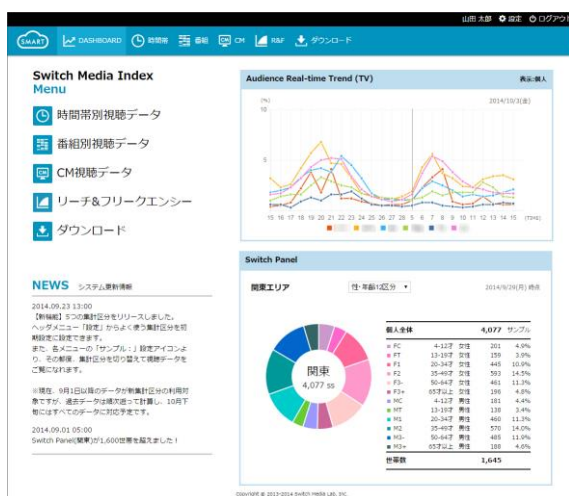 山田 太郎 設定 ログアウト
SMART DASHBOARD 時間帯 番組 CM R&F ダウンロード
Switch Media Index
Menu
時間帯別視聴データ
番組別視聴データ
CM視聴データ
リーチ&フリークエンシー
ダウンロード
NEWS システム更新情報
2014.09.23 13:00
【新機能】5つの集計区分をリリースしました。
ヘッダメニュー「設定」からよく使う集計区分を初
期設定に設定できます。
また、各メニューの「サンプル：」設定アイコンよ
り、その都度、集計区分を切り替えて視聴データを
ご覧になれます。
※現在、9月1日以降のデータが新集計区分の利用対
象ですが、過去データは順次遡って計算し、10月下
旬にはすべてのデータに対応予定です。
2014.09.01 05:00
Switch Panel(関東)が1,600世帯を超えました！
Audience Real-time Trend (TV) 表示:個人
(%) 2014/10/3(金)
10
5
15 16 17 18 19 20 21 22 23 24 25 26 27 28 5 6 7 8 9 10 11 12 13 14 15 (TIME)
Switch Panel
関東エリア 性・年齢12区分 2014/9/29(月) 時点
関東
4,077 ss
個人全体 4,077 サンプル
FC 4-12才 女性 201 4.9%
FT 13-19才 女性 159 3.9%
F1 20-34才 女性 445 10.9%
F2 35-49才 女性 593 14.5%
F3- 50-64才 女性 461 11.3%
F3+ 65才以上 女性 196 4.8%
MC 4-12才 男性 181 4.4%
MT 13-19才 男性 138 3.4%
M1 20-34才 男性 460 11.3%
M2 35-49才 男性 570 14.0%
M3- 50-64才 男性 485 11.9%
M3+ 65才以上 男性 188 4.6%
世帯数 1,645
Copyright © 2013-2014 Switch Media Lab, Inc.